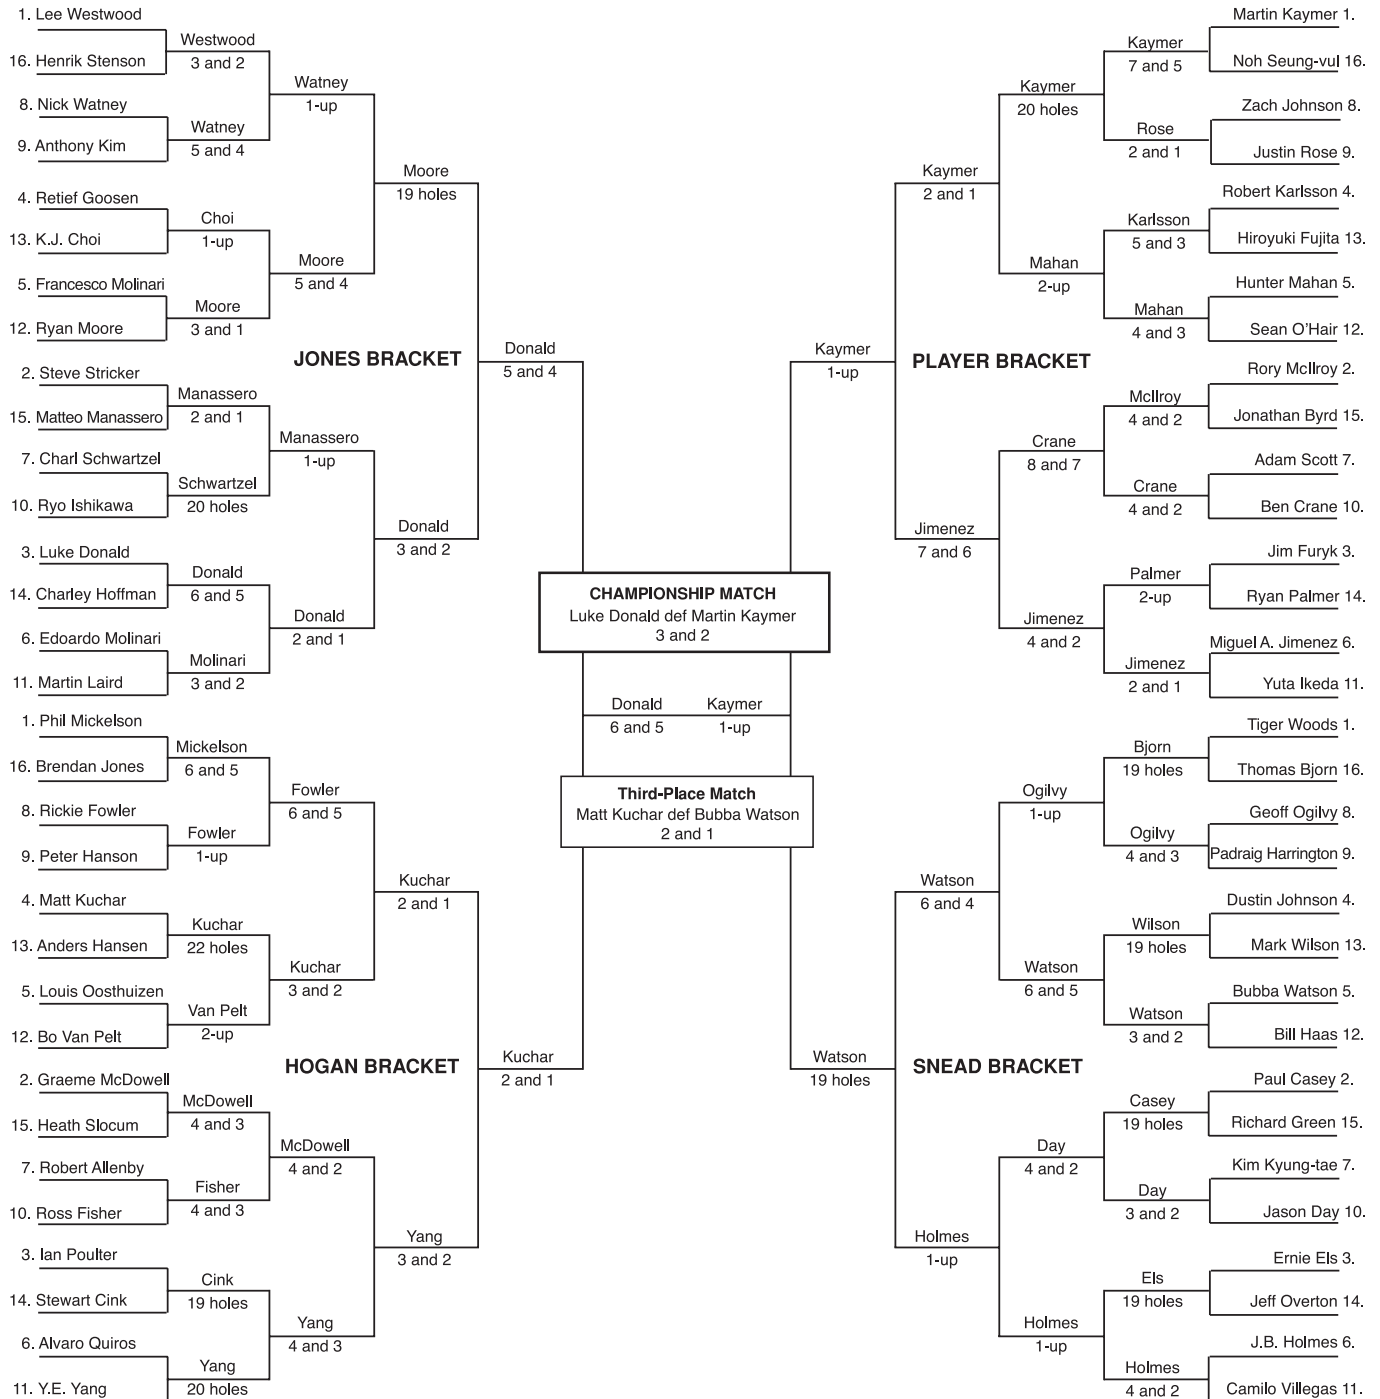 1. Lee Westwood
Westwood
16. Henrik Stenson
3 and 2
Watney
1-up
8. Nick Watney
Watney
9. Anthony Kim
5 and 4
Moore
19 holes
4. Retief Goosen
Choi
13. K.J. Choi
1-up
Moore
5 and 4
5. Francesco Molinari
Moore
12. Ryan Moore
3 and 1
JONES BRACKET
Donald
5 and 4
2. Steve Stricker
Manassero
15. Matteo Manassero
2 and 1
Manassero
1-up
7. Charl Schwartzel
Schwartzel
10. Ryo Ishikawa
20 holes
Donald
3 and 2
3. Luke Donald
Donald
14. Charley Hoffman
6 and 5
Donald
2 and 1
6. Edoardo Molinari
Molinari
11. Martin Laird
3 and 2
1. Phil Mickelson
Mickelson
16. Brendan Jones
6 and 5
Fowler
6 and 5
8. Rickie Fowler
Fowler
9. Peter Hanson
1-up
Kuchar
2 and 1
4. Matt Kuchar
Kuchar
13. Anders Hansen
22 holes
Kuchar
3 and 2
5. Louis Oosthuizen
Van Pelt
12. Bo Van Pelt
2-up
HOGAN BRACKET
Kuchar
2 and 1
2. Graeme McDowell
McDowell
15. Heath Slocum
4 and 3
McDowell
4 and 2
7. Robert Allenby
Fisher
10. Ross Fisher
4 and 3
Yang
3 and 2
3. Ian Poulter
Cink
14. Stewart Cink
19 holes
Yang
4 and 3
6. Alvaro Quiros
Yang
11. Y.E. Yang
20 holes
CHAMPIONSHIP MATCH
Luke Donald def Martin Kaymer
3 and 2
Donald
6 and 5
Kaymer
1-up
Third-Place Match
Matt Kuchar def Bubba Watson
2 and 1
Martin Kaymer 1.
Kaymer
7 and 5
Noh Seung-yul 16.
Kaymer
20 holes
Zach Johnson 8.
Rose
2 and 1
Justin Rose 9.
Kaymer
2 and 1
Robert Karlsson 4.
Karlsson
5 and 3
Hiroyuki Fujita 13.
Mahan
2-up
Hunter Mahan 5.
Mahan
4 and 3
Sean O'Hair 12.
Kaymer
1-up
PLAYER BRACKET
Rory McIlroy 2.
McIlroy
4 and 2
Jonathan Byrd 15.
Crane
8 and 7
Adam Scott 7.
Crane
4 and 2
Ben Crane 10.
Jimenez
7 and 6
Jim Furyk 3.
Palmer
2-up
Ryan Palmer 14.
Jimenez
4 and 2
Miguel A. Jimenez 6.
Jimenez
2 and 1
Yuta Ikeda 11.
Tiger Woods 1.
Bjorn
19 holes
Thomas Bjorn 16.
Ogilvy
1-up
Geoff Ogilvy 8.
Ogilvy
4 and 3
Padraig Harrington 9.
Watson
6 and 4
Dustin Johnson 4.
Wilson
19 holes
Mark Wilson 13.
Watson
6 and 5
Bubba Watson 5.
Watson
3 and 2
Bill Haas 12.
Watson
19 holes
SNEAD BRACKET
Paul Casey 2.
Casey
19 holes
Richard Green 15.
Day
4 and 2
Kim Kyung-tae 7.
Day
3 and 2
Jason Day 10.
Holmes
1-up
Ernie Els 3.
Els
19 holes
Jeff Overton 14.
Holmes
1-up
J.B. Holmes 6.
Holmes
4 and 2
Camilo Villegas 11.